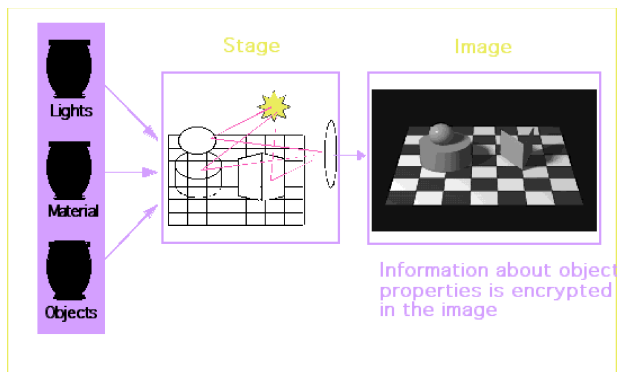 Stage
Image
Lights
Material
Objects
Information about object
properties is encrypted
in the image